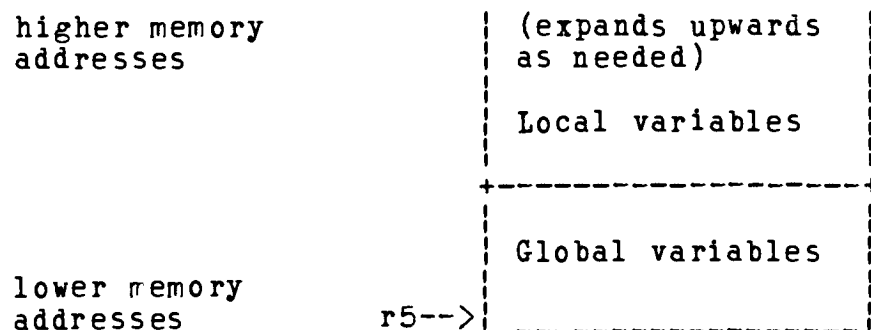 higher memory (expands upwards
addresses as needed)
Local variables
Global variables
lower memory
addresses r5-->